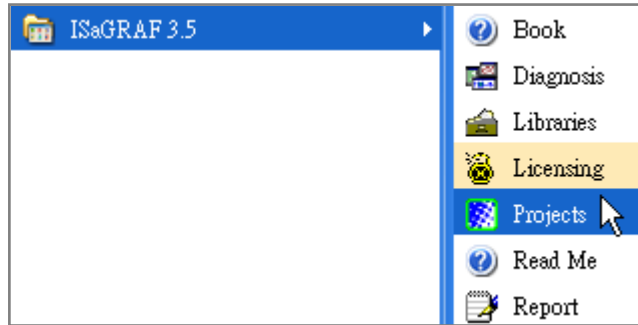 ISaGRAF 3.5
Book
Diagnosis
Libraries
Licensing
Projects
Read Me
Report